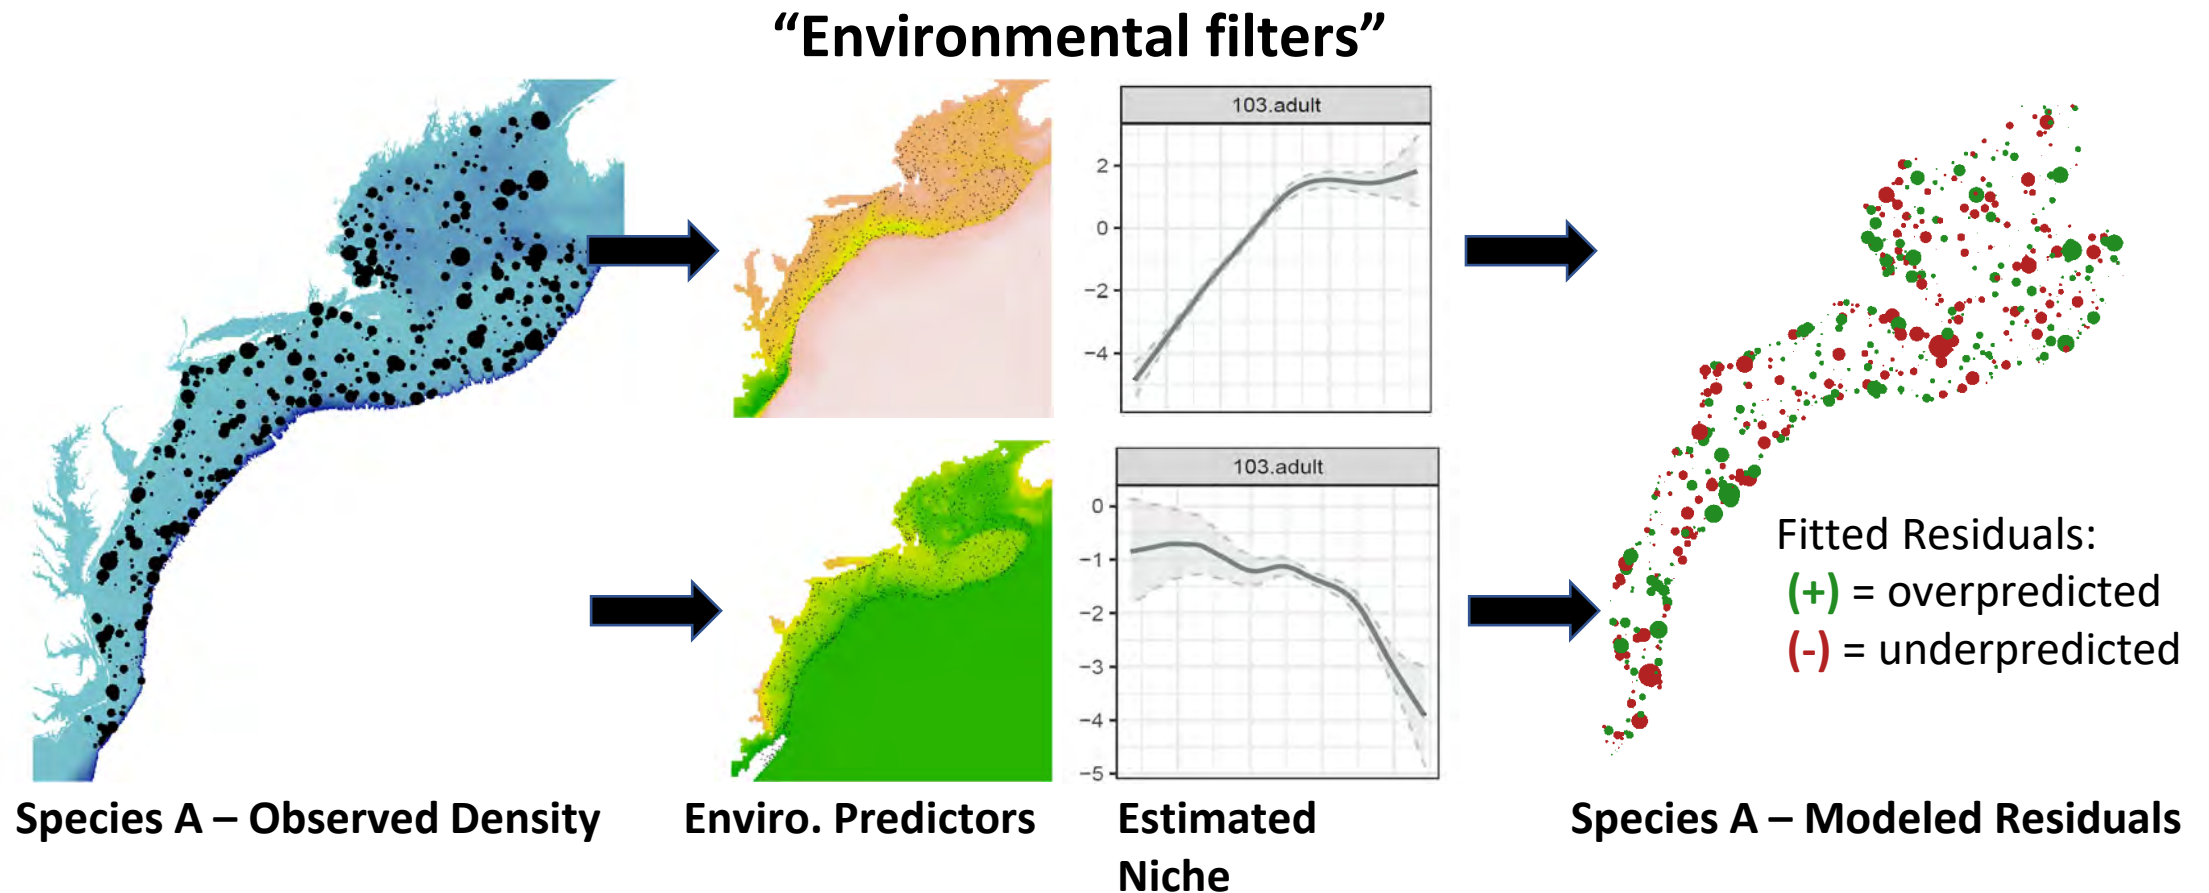 “Environmental filters”
103.adult
2
0
−2
−4
103.adult
0
−1
−2
−3
−4
−5
Fitted Residuals:
(+) = overpredicted
(-) = underpredicted
Species A – Observed Density
Enviro. Predictors
Estimated
Niche
Species A – Modeled Residuals